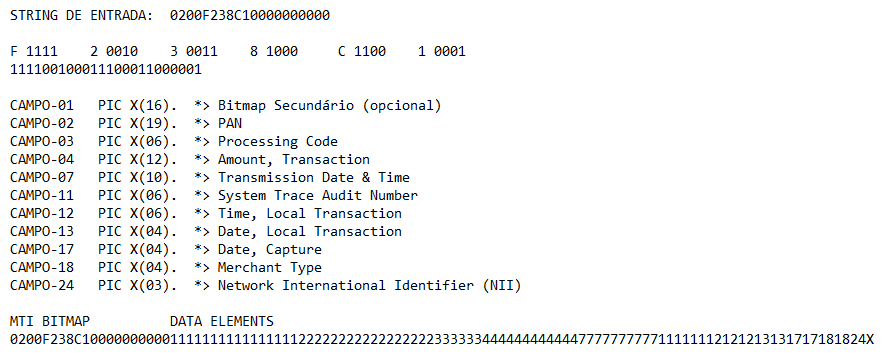 STRING DE ENTRADA:  0200F238C10000000000
F 1111    2 0010    3 0011    8 1000     C 1100    1 0001
111100100011100011000001
CAMPO-01   PIC X(16).  *> Bitmap Secundário (opcional)
CAMPO-02   PIC X(19).  *> PAN
CAMPO-03   PIC X(06).  *> Processing Code
CAMPO-04   PIC X(12).  *> Amount, Transaction
CAMPO-07   PIC X(10).  *> Transmission Date & Time
CAMPO-11   PIC X(06).  *> System Trace Audit Number
CAMPO-12   PIC X(06).  *> Time, Local Transaction
CAMPO-13   PIC X(04).  *> Date, Local Transaction
CAMPO-17   PIC X(04).  *> Date, Capture
CAMPO-18   PIC X(04).  *> Merchant Type
CAMPO-24   PIC X(03).  *> Network International Identifier (NII)
MTI BITMAP          DATA ELEMENTS
0200F238C10000000000111111111111111122222222222222222333333444444444444777777777711111112121213131717181824X